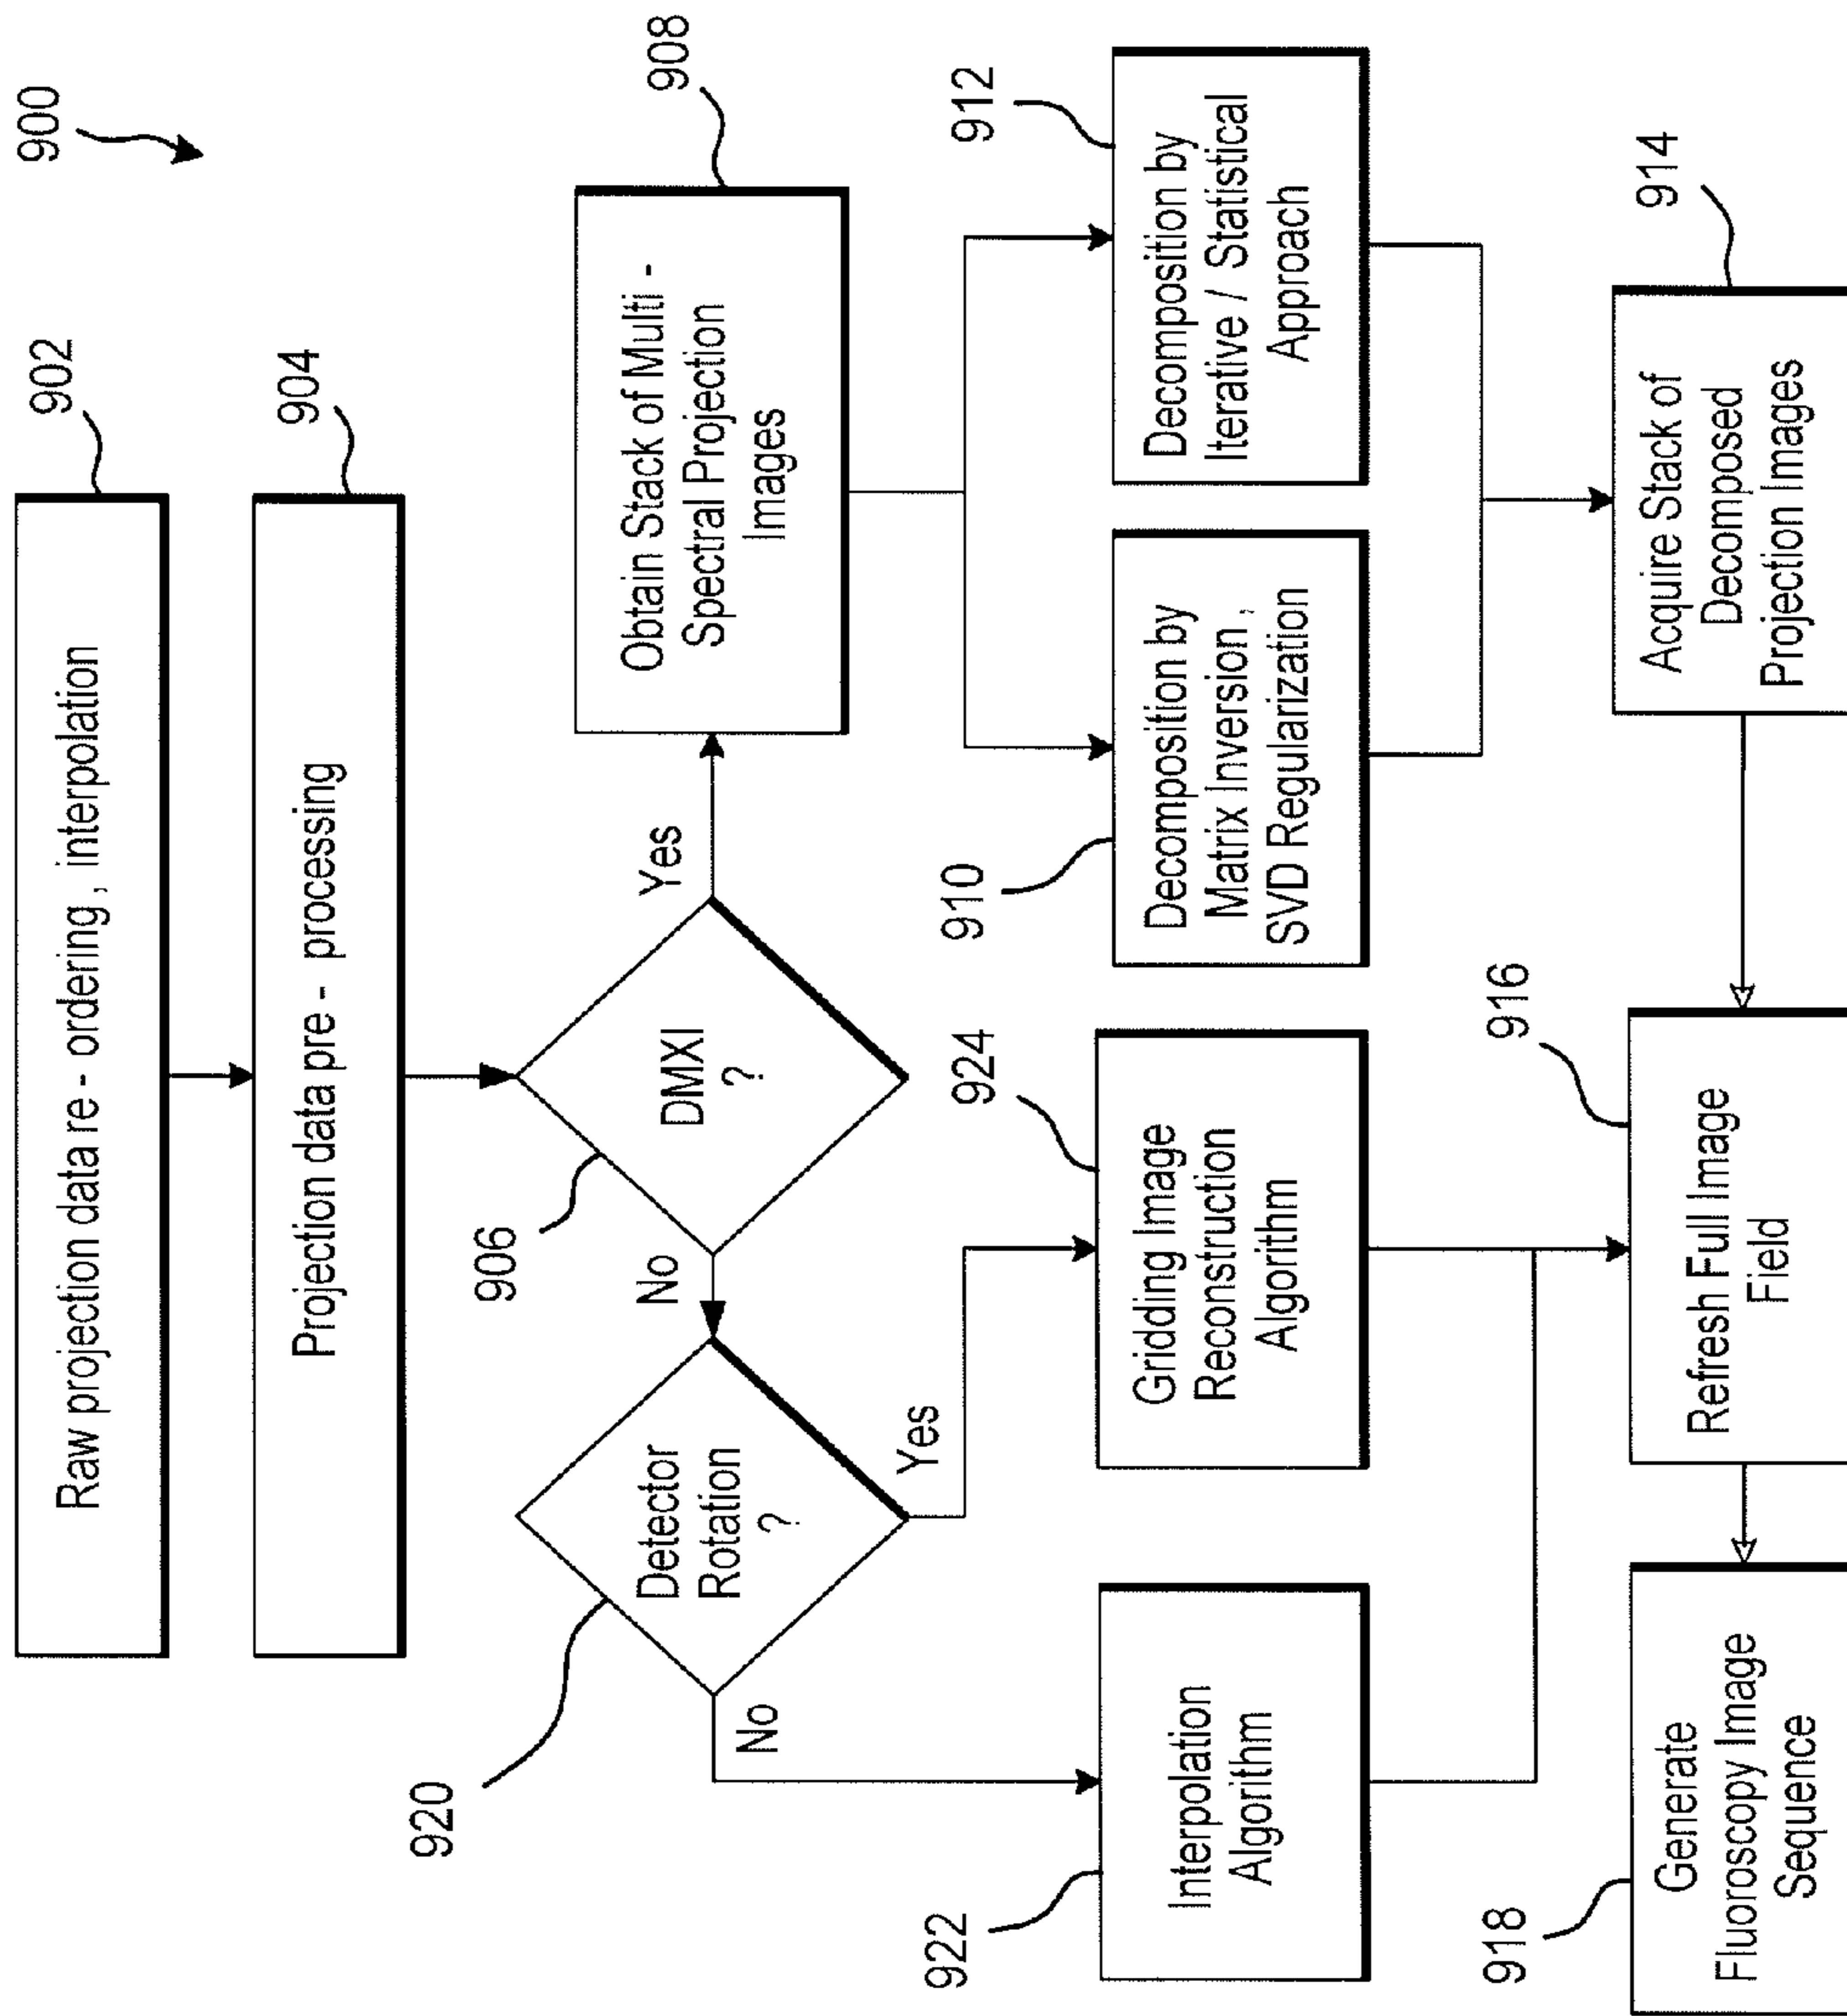 900
Raw projection data re - ordering, interpolation
902
Projection data pre - processing
904
DMXI
?
906
Yes
No
Obtain Stack of Multi -
Spectral Projection
Images
908
Detector
Rotation
?
920
Yes
No
Interpolation
Algorithm
922
Gridding Image
Reconstruction
Algorithm
924
Decomposition by
Matrix Inversion,
SVD Regularization
910
Decomposition by
Iterative / Statistical
Approach
912
Acquire Stack of
Decomposed
Projection Images
914
Refresh Full Image
Field
916
Generate
Fluoroscopy Image
Sequence
918